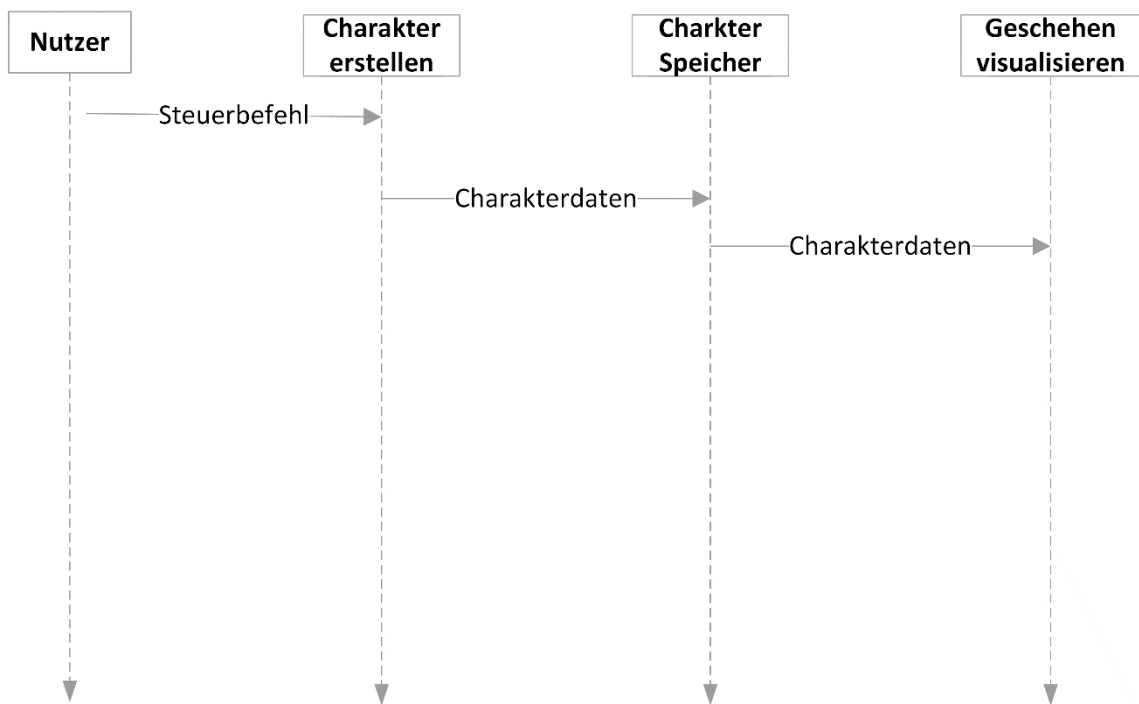 Nutzer
Charakter
erstellen
Charkter
Speicher
Geschehen
visualisieren
Steuerbefehl
Charakterdaten
Charakterdaten